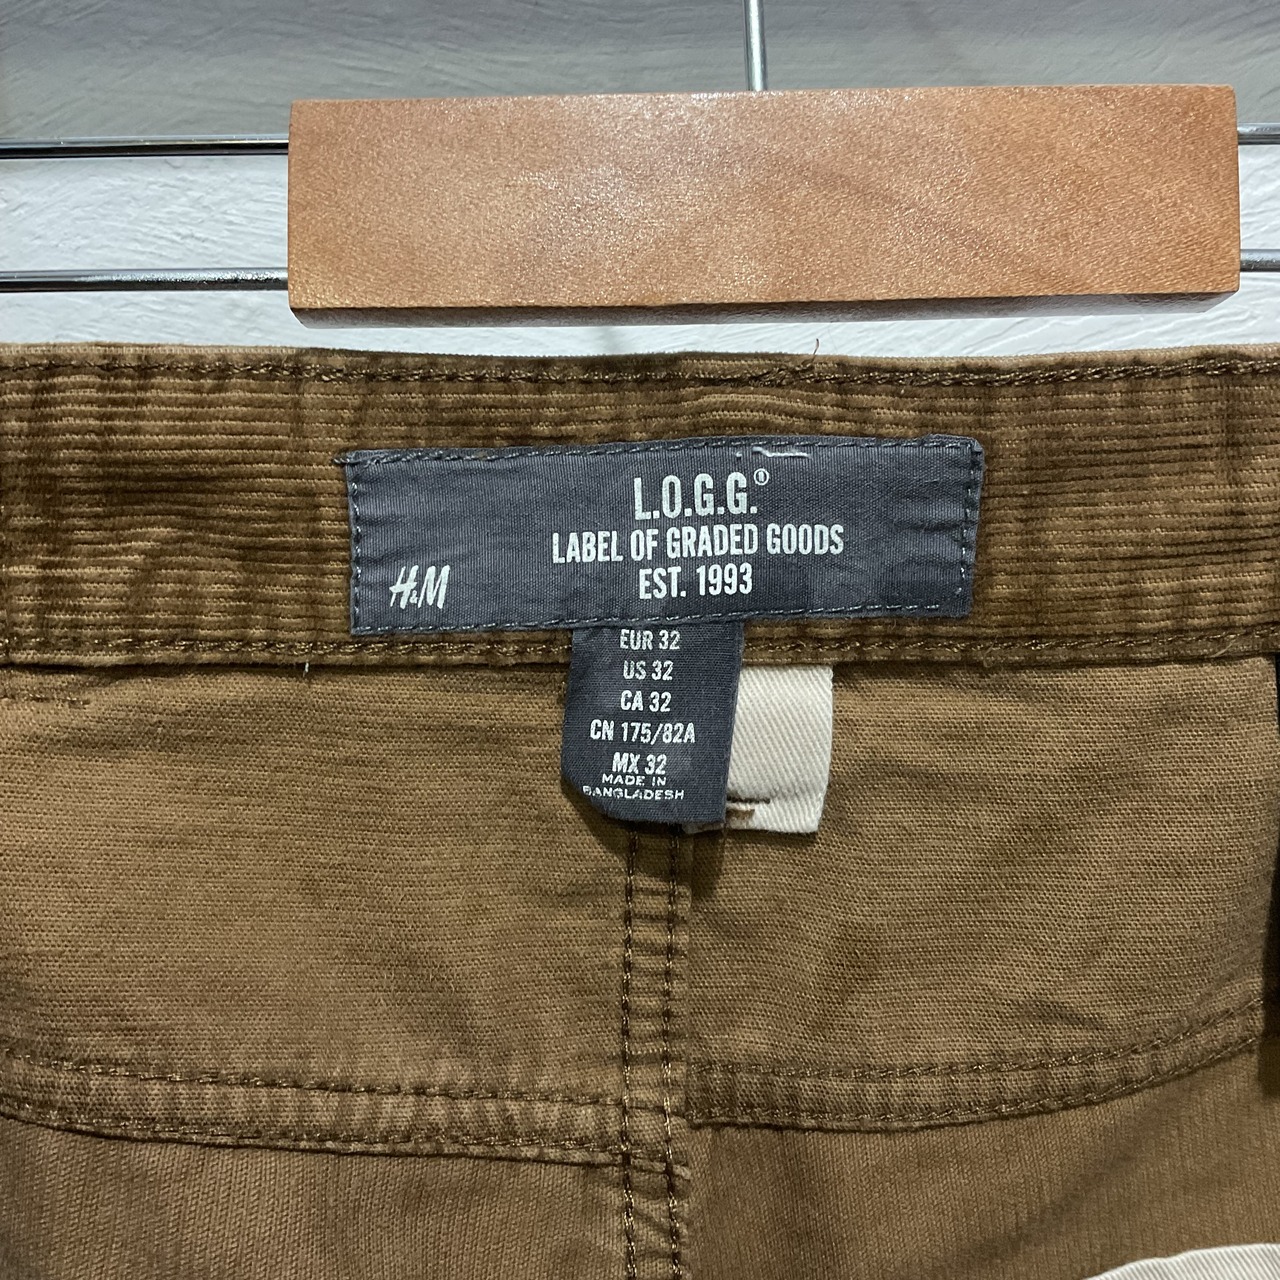 L.O.G.G.®
LABEL OF GRADED GOODS
EST. 1993
H&M
EUR 32
US 32
CA 32
CN 175/82A
MX 32
MADE IN
BANGLADESH